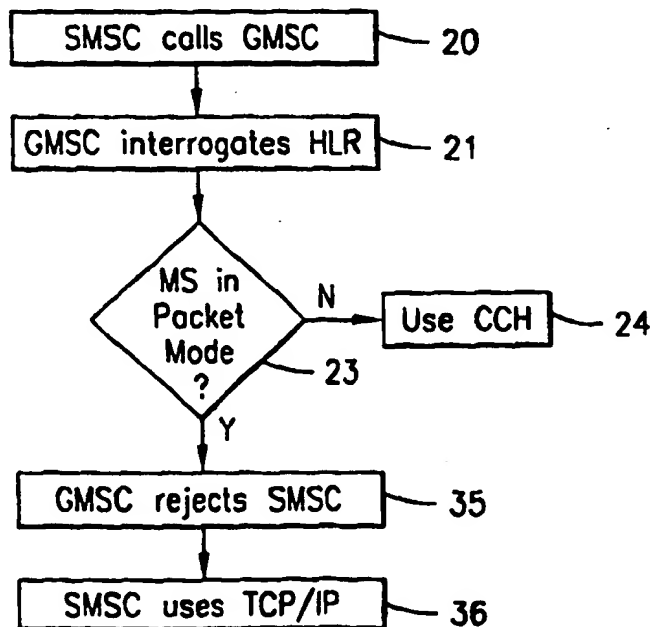 SMSC calls GMSC
20
GMSC interrogates HLR
21
MS in
Packet
Mode
?
23
N
Use CCH
24
Y
GMSC rejects SMSC
35
SMSC uses TCP/IP
36